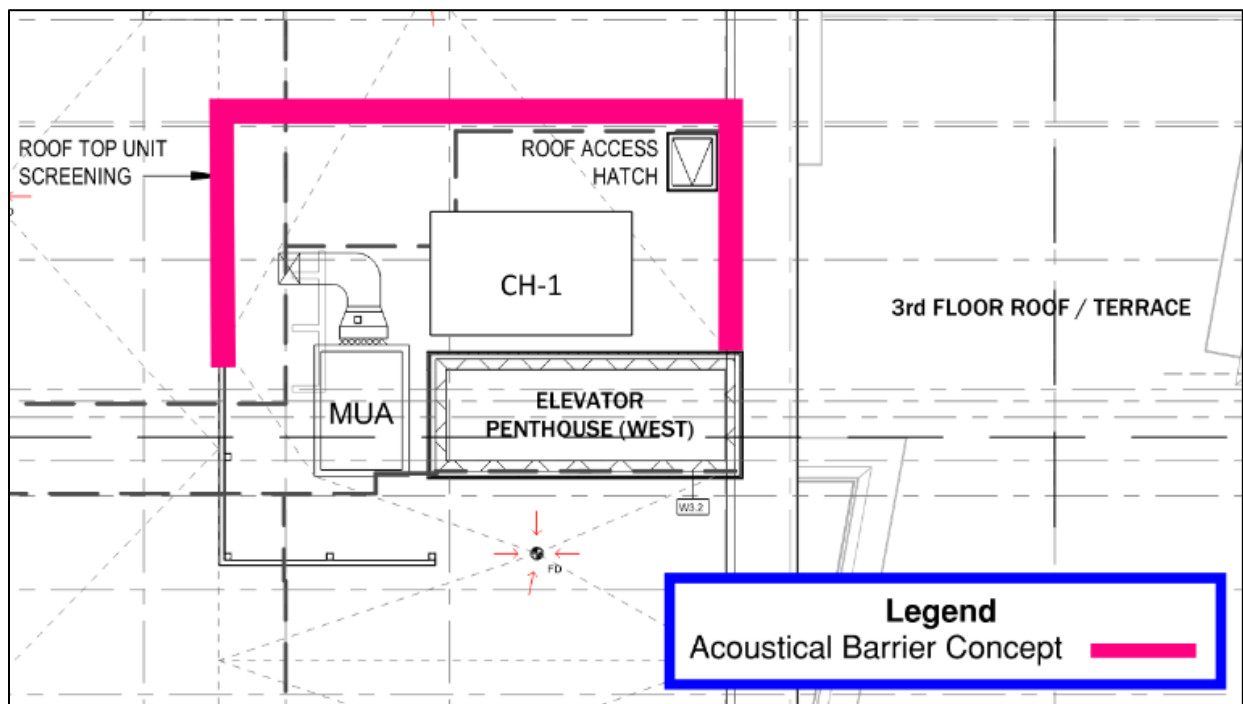 ROOF TOP UNIT
SCREENING
ROOF ACCESS
HATCH
CH-1
3rd FLOOR ROOF / TERRACE
MUA
ELEVATOR
PENTHOUSE (WEST)
W3.2
FD
Legend
Acoustical Barrier Concept